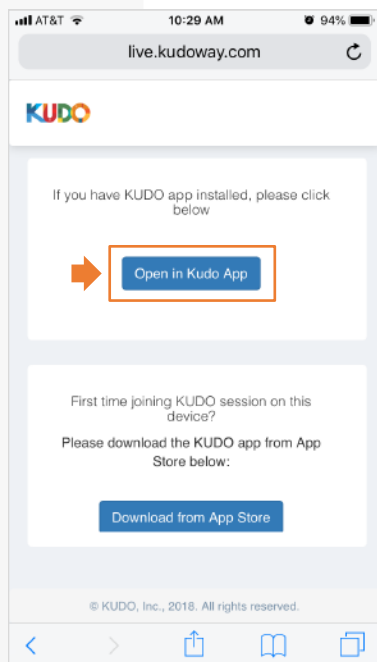 AT&T 10:29 AM 94%
live.kudoway.com
KUDO
If you have KUDO app installed, please click
below
Open in Kudo App
First time joining KUDO session on this
device?
Please download the KUDO app from App
Store below:
Download from App Store
© KUDO, Inc., 2018. All rights reserved.